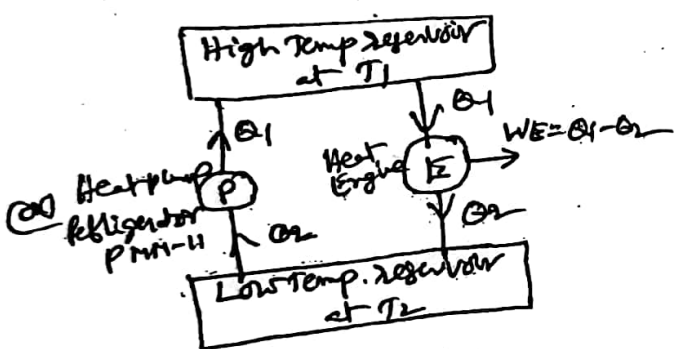 High Temp reservoir
at T1
Q1
Q1
WE = Q1-Q2
Heat
Engine
E
Heat pump
P
(or)
Refrigerator
PMM-II
Q2
Q2
Low Temp. reservoir
at T2